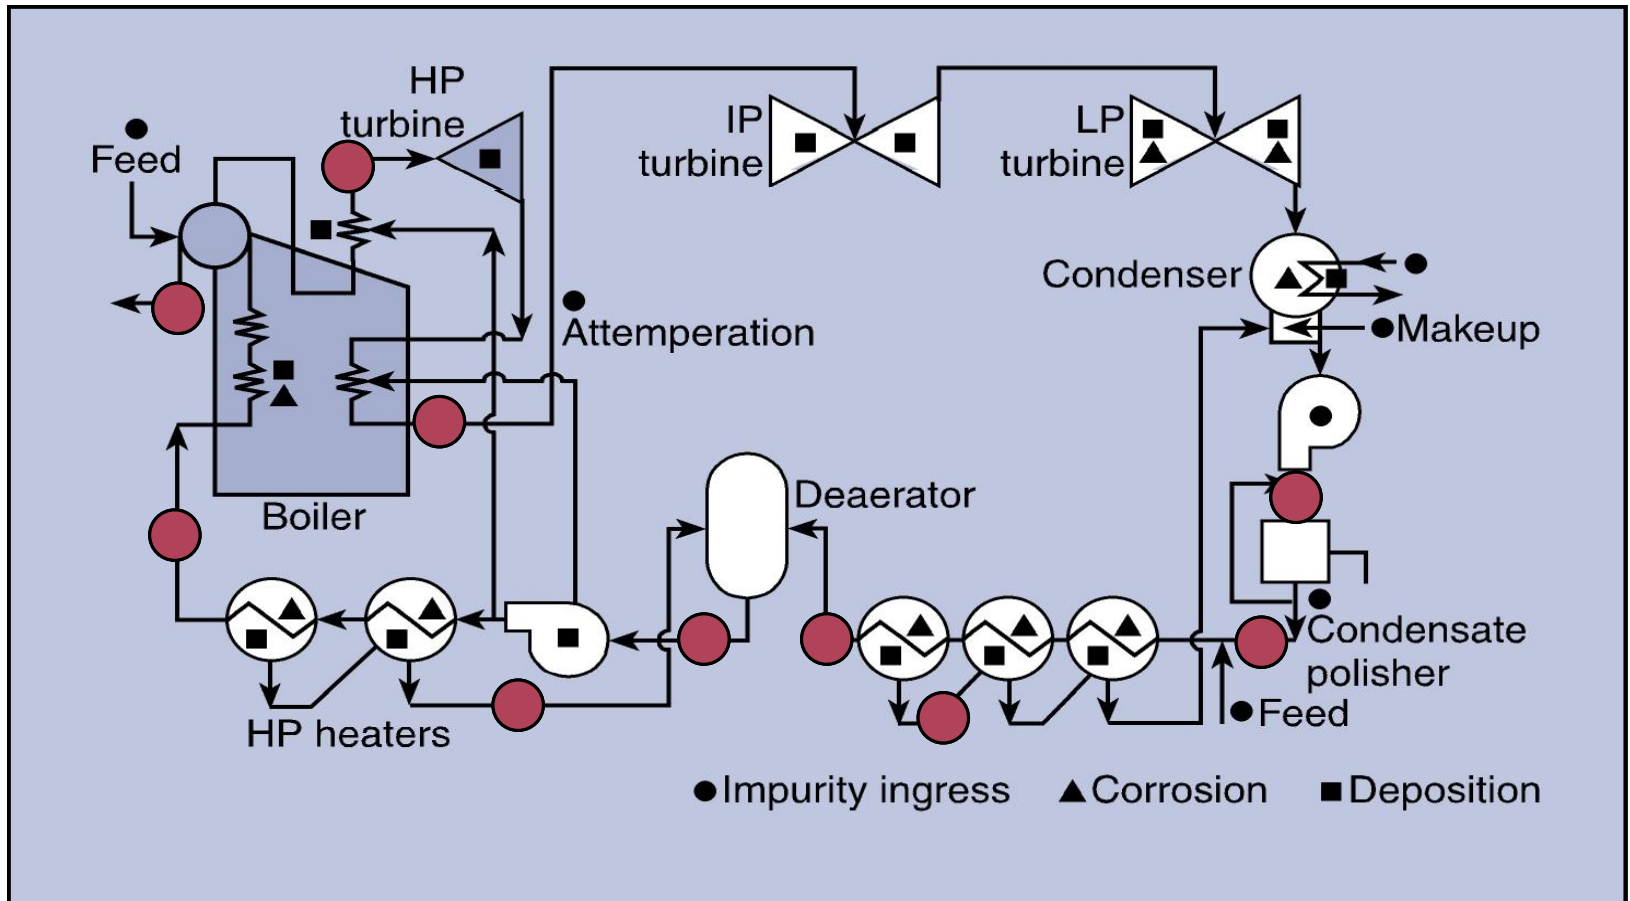 HP
turbine
Feed
IP
turbine
LP
turbine
Condenser
Makeup
Attemperation
Boiler
Deaerator
Condensate
polisher
Feed
HP heaters
Impurity ingress
Corrosion
Deposition